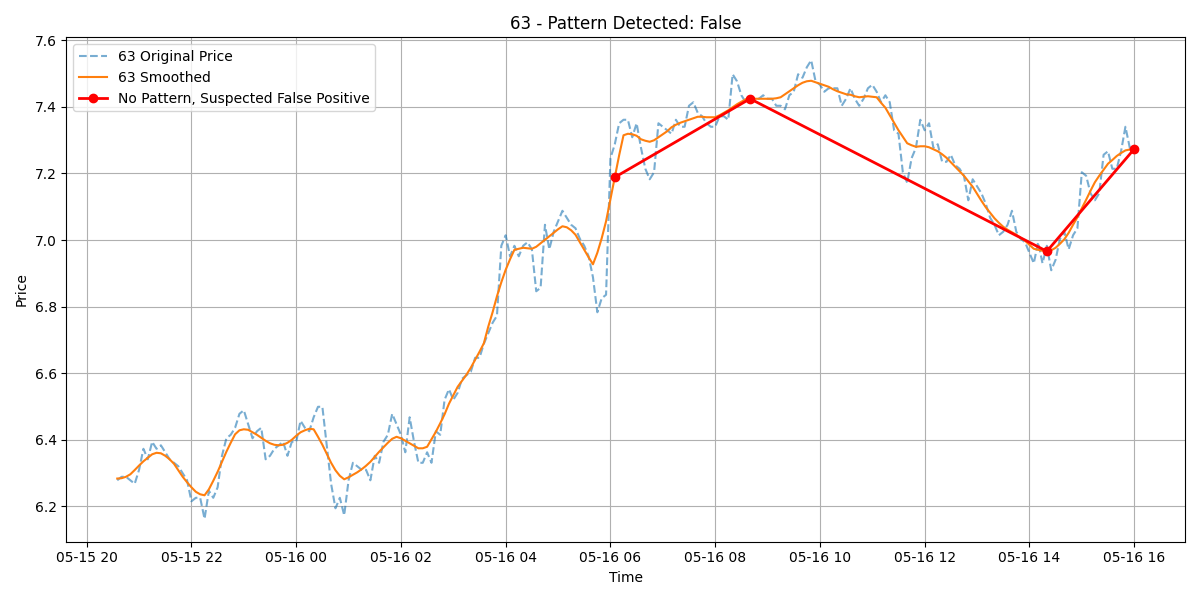 63 - Pattern Detected: False
63 Original Price
63 Smoothed
No Pattern, Suspected False Positive
Price
7.6
7.4
7.2
7.0
6.8
6.6
6.4
6.2
05-15 20 05-15 22 05-16 00 05-16 02 05-16 04 05-16 06 05-16 08 05-16 10 05-16 12 05-16 14 05-16 16
Time